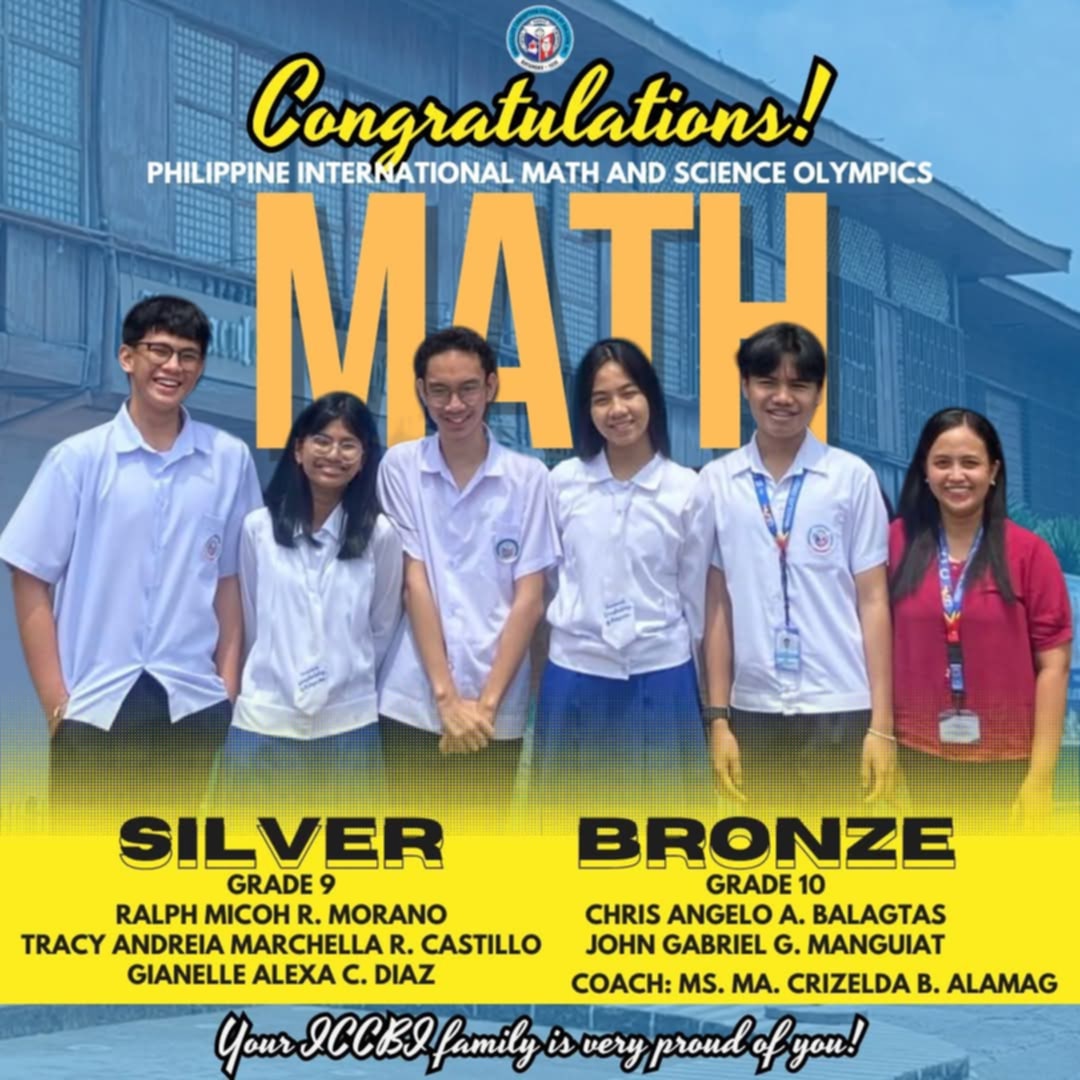 Congratulations!
PHILIPPINE INTERNATIONAL MATH AND SCIENCE OLYMPICS
MATH
SILVER
GRADE 9
RALPH MICOH R. MORANO
TRACY ANDREIA MARCHELLA R. CASTILLO
GIANELLE ALEXA C. DIAZ
BRONZE
GRADE 10
CHRIS ANGELO A. BALAGTAS
JOHN GABRIEL G. MANGUIAT
COACH: MS. MA. CRIZELDA B. ALAMAG
Your ICCBI family is very proud of you!